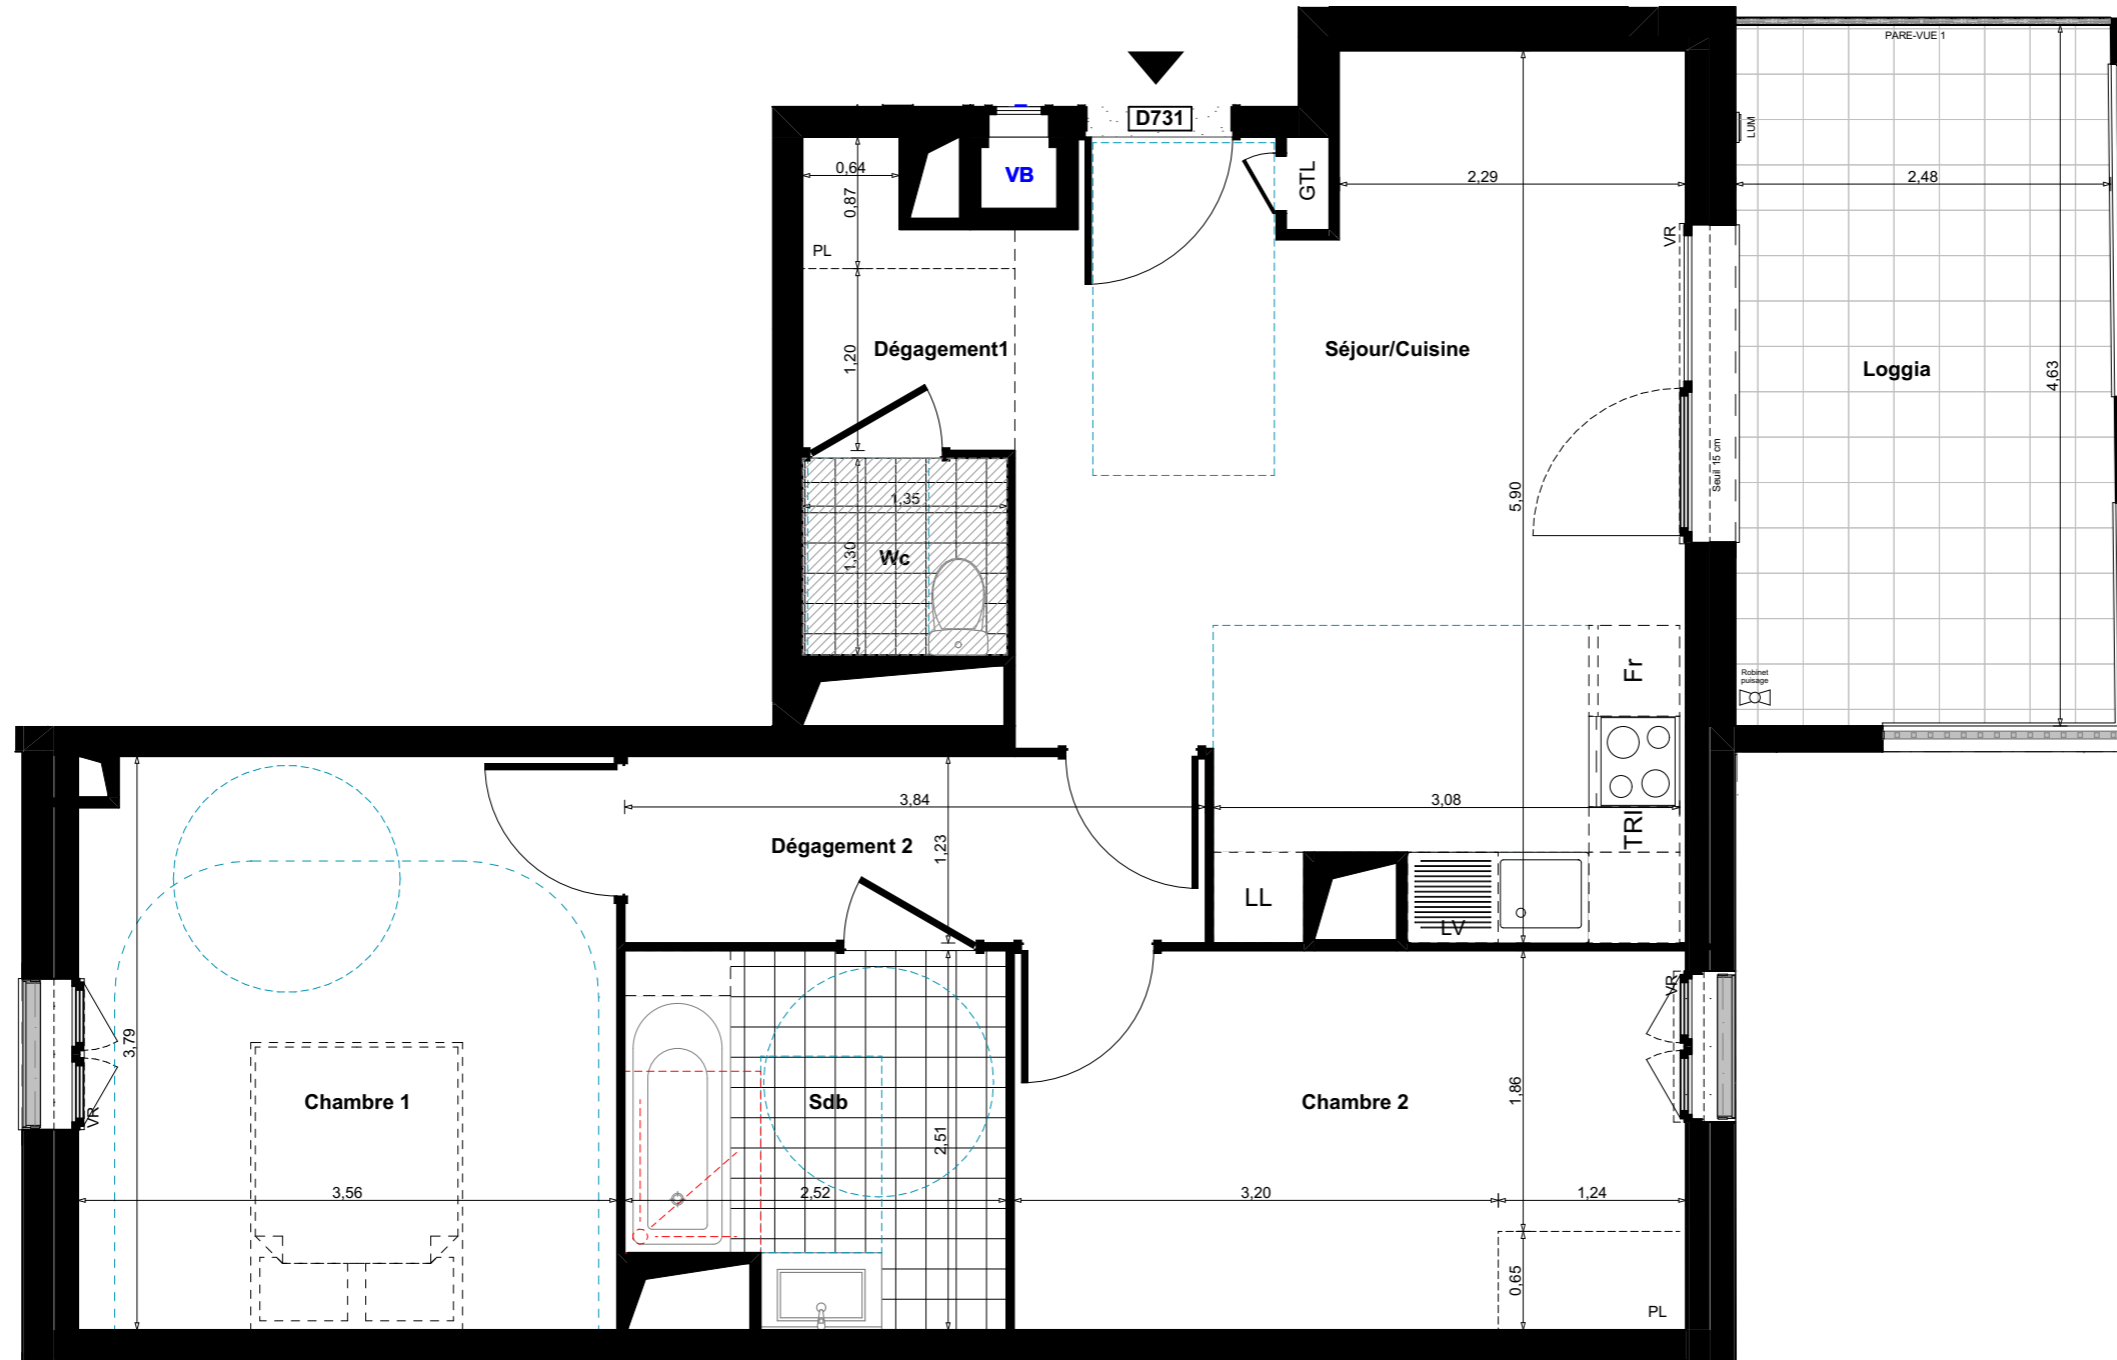 PARE-VUE 1
D731
LUM
VB
GTL
0,64
2,29
2,48
0,87
PL
VR
Dégagement1
Séjour/Cuisine
Loggia
1,20
4,63
Seuil 15 cm
5,90
1,35
1,30
Wc
Fr
Robinet
puisage
3,84
3,08
TRI
Dégagement 2
1,23
LL
LV
VR
3,79
Chambre 1
Sdb
Chambre 2
1,86
VR
2,51
3,56
2,52
3,20
1,24
0,65
PL